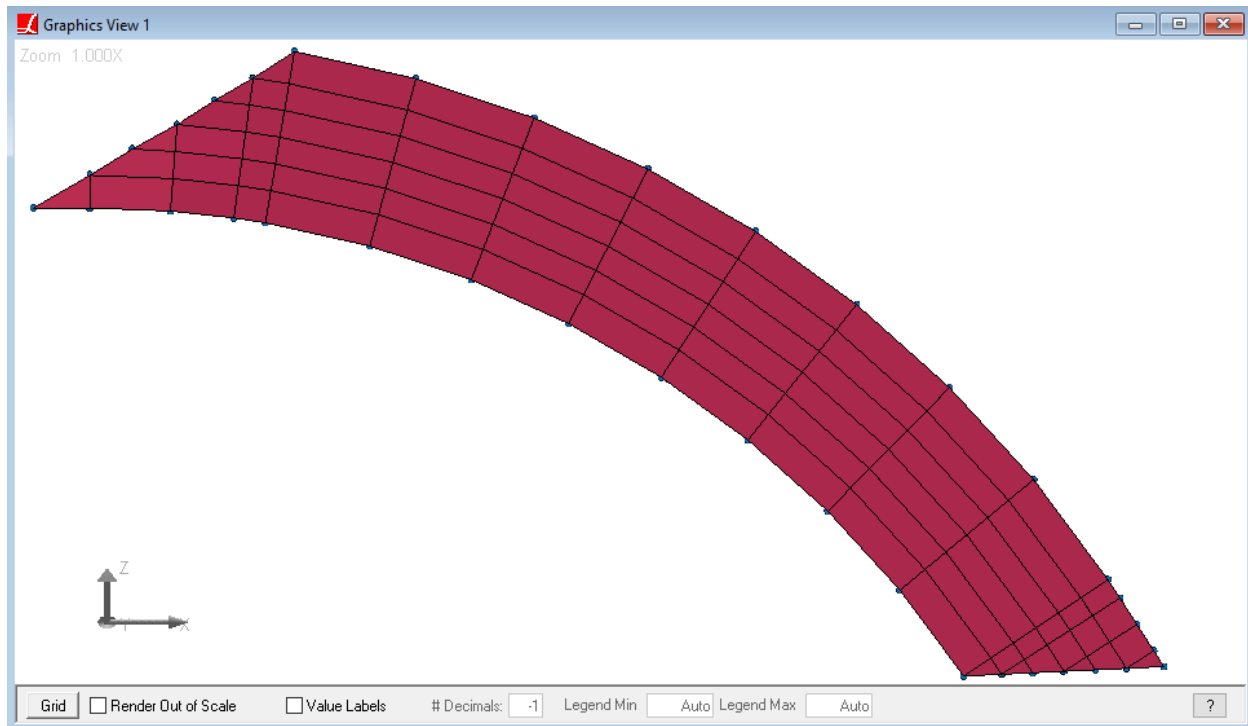 Graphics View 1
Zoom 1.000X
Z
X
Grid Render Out of Scale Value Labels # Decimals: -1 Legend Min Auto Legend Max Auto ?